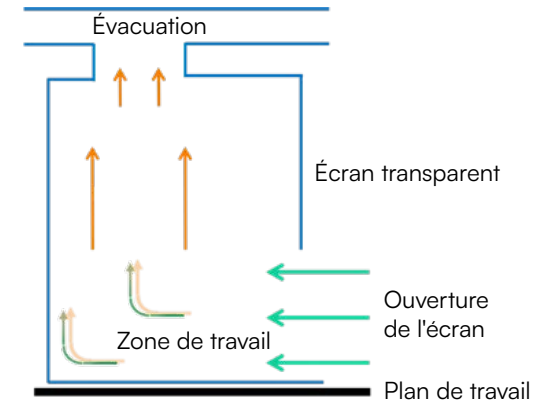 Évacuation
Écran transparent
Ouverture
de l'écran
Zone de travail
Plan de travail